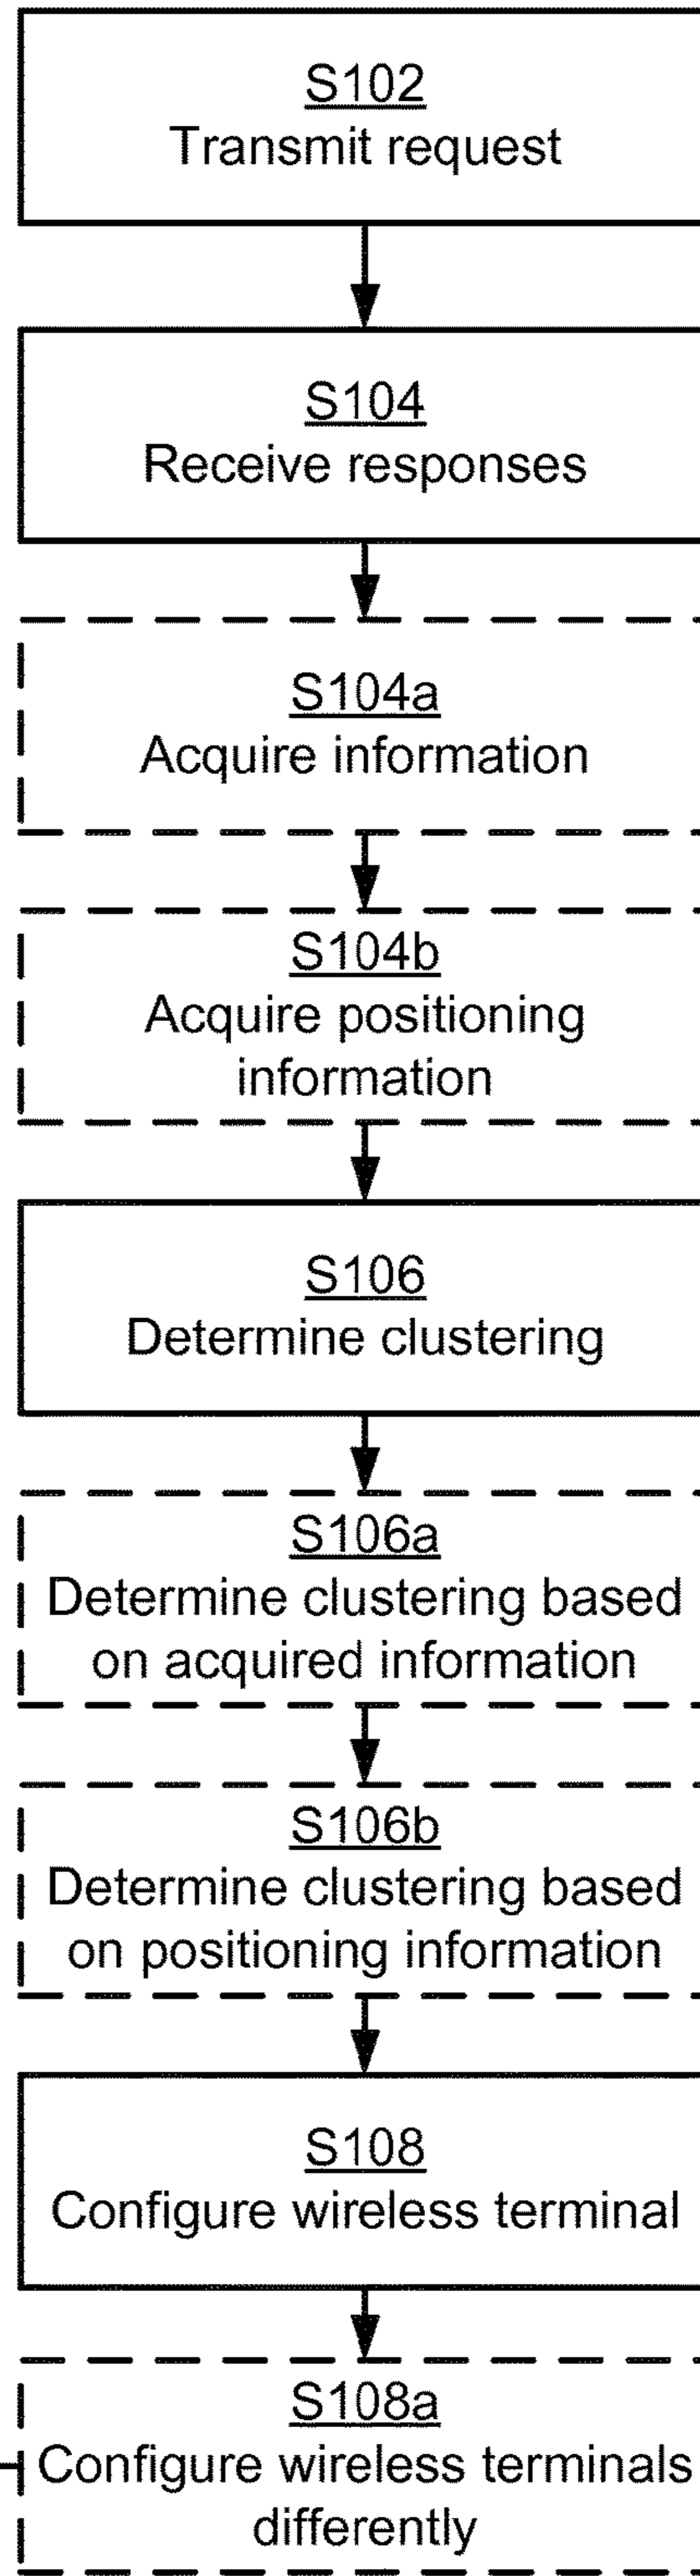 S102
Transmit request
S104
Receive responses
S104a
Acquire information
S104b
Acquire positioning
information
S106
Determine clustering
S106a
Determine clustering based
on acquired information
S106b
Determine clustering based
on positioning information
S108
Configure wireless terminal
S108a
Configure wireless terminals
differently